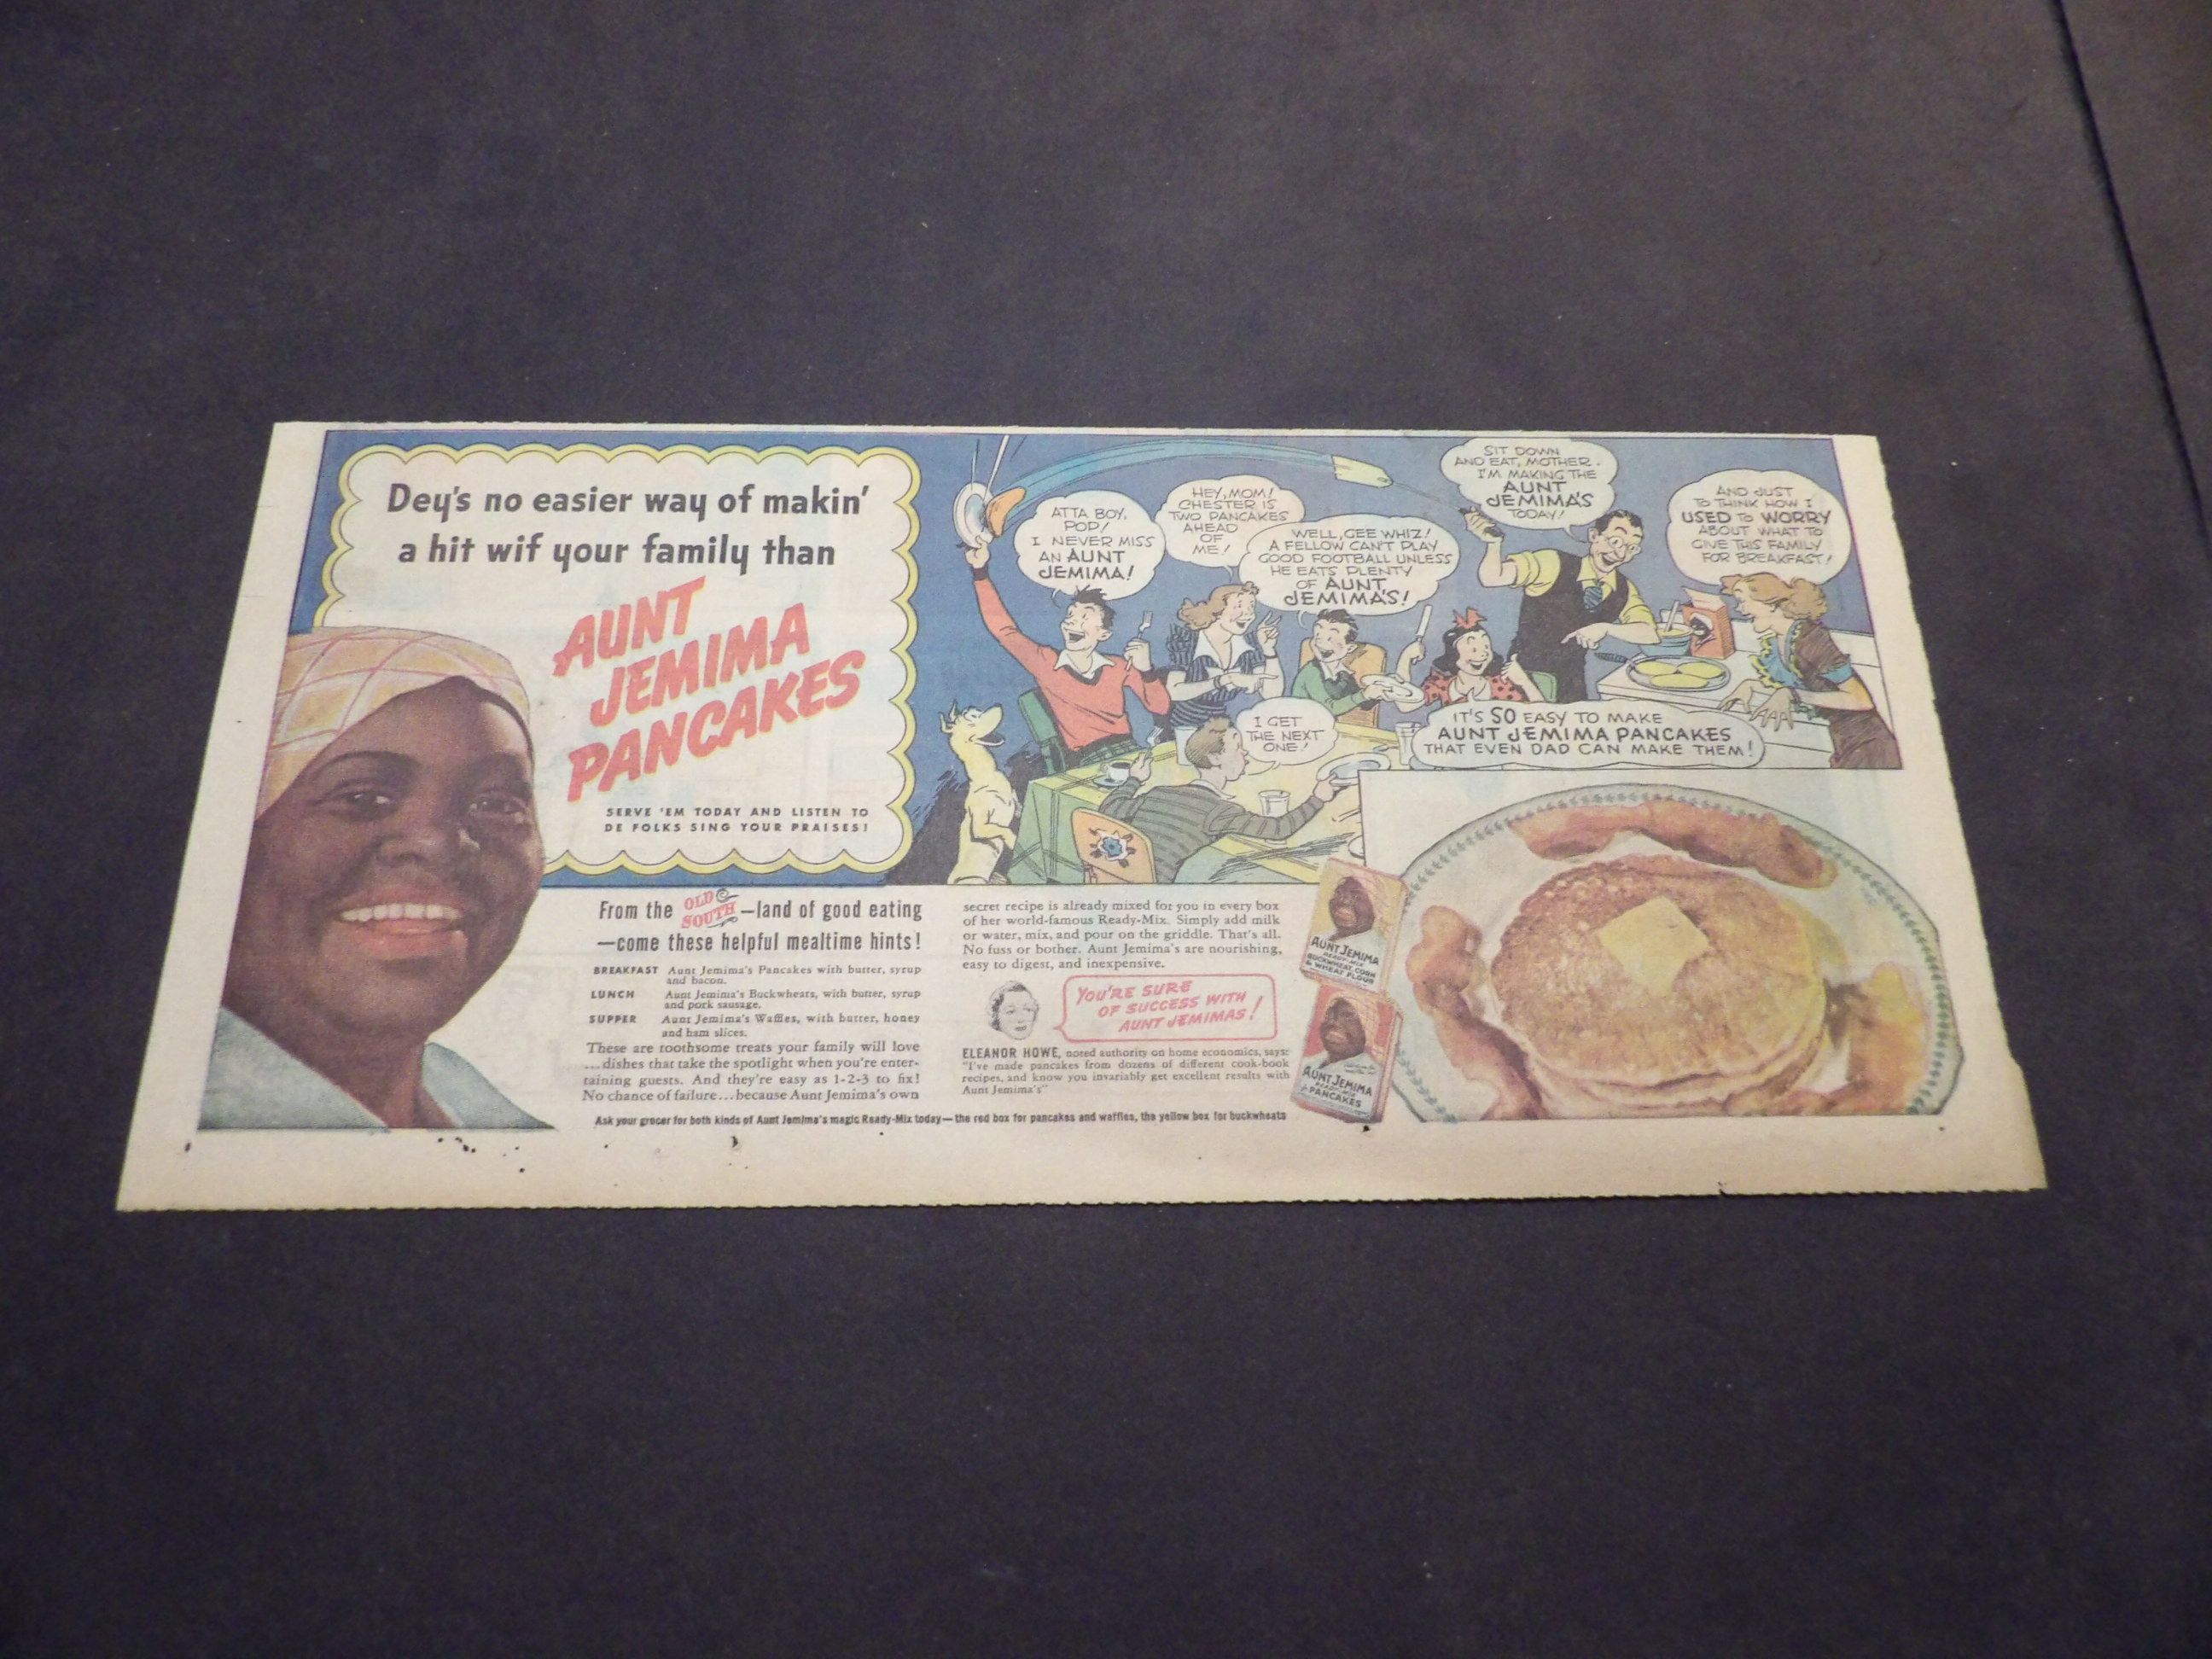 Dey's no easier way of makin'
a hit wif your family than
AUNT
JEMIMA
PANCAKES
SERVE 'EM TODAY AND LISTEN TO
DE FOLKS SING YOUR PRAISES!
ATTA BOY,
POP!
I NEVER MISS
AN AUNT
JEMIMA!
HEY, MOM!
CHESTER IS
TWO PANCAKES
AHEAD
OF
ME!
WELL, GEE WHIZ!
A FELLOW CAN'T PLAY
GOOD FOOTBALL UNLESS
HE EATS PLENTY
OF AUNT
JEMIMA'S!
SIT DOWN
AND EAT, MOTHER.
I'M MAKING THE
AUNT
JEMIMA'S
TODAY!
AND JUST
TO THINK HOW I
USED TO WORRY
ABOUT WHAT TO
GIVE THIS FAMILY
FOR BREAKFAST!
I GET
THE NEXT
ONE!
IT'S SO EASY TO MAKE
AUNT JEMIMA PANCAKES
THAT EVEN DAD CAN MAKE THEM!
From the OLD SOUTH—land of good eating
—come these helpful mealtime hints!
BREAKFAST Aunt Jemima's Pancakes with butter, syrup
and bacon.
LUNCH Aunt Jemima's Buckwheats, with butter, syrup
and pork sausage.
SUPPER Aunt Jemima's Waffles, with butter, honey
and ham slices.
These are toothsome treats your family will love
...dishes that take the spotlight when you're enter-
taining guests. And they're easy as 1-2-3 to fix!
No chance of failure...because Aunt Jemima's own
secret recipe is already mixed for you in every box
of her world-famous Ready-Mix. Simply add milk
or water, mix, and pour on the griddle. That's all.
No fuss or bother. Aunt Jemima's are nourishing,
easy to digest, and inexpensive.
YOU'RE SURE
OF SUCCESS WITH
AUNT JEMIMAS!
ELEANOR HOWE, noted authority on home economics, says:
"I've made pancakes from dozens of different cook-book
recipes, and know you invariably get excellent results with
Aunt Jemima's"
AUNT JEMIMA
READY-MIX
BUCKWHEAT, CORN
& WHEAT FLOUR
AUNT JEMIMA
READY-MIX
for PANCAKES
Ask your grocer for both kinds of Aunt Jemima's magic Ready-Mix today—the red box for pancakes and waffles, the yellow box for buckwheats